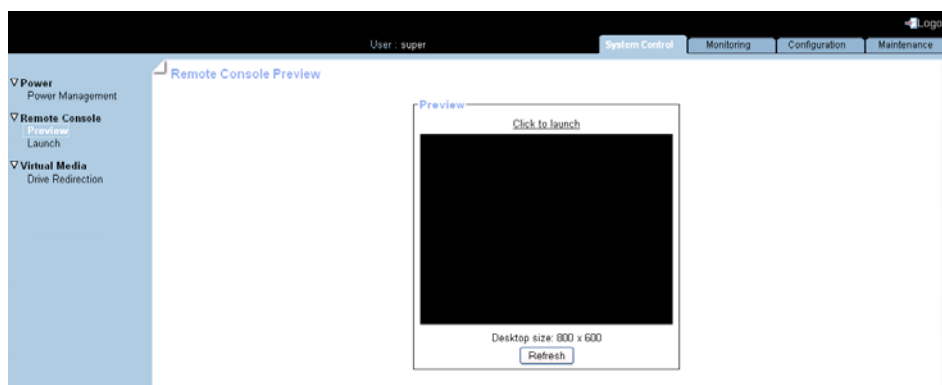 Logo
User : super
System Control
Monitoring
Configuration
Maintenance
Power
Power Management
Remote Console
Preview
Launch
Virtual Media
Drive Redirection
Remote Console Preview
Preview
Click to launch
Desktop size: 800 x 600
Refresh